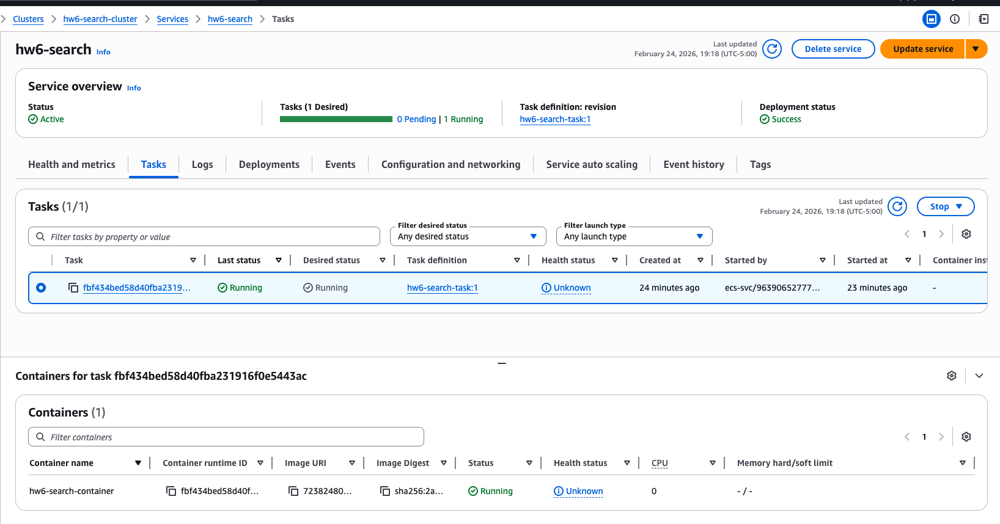 Clusters hw6-search-cluster Services hw6-search Tasks
hw6-search Info
Last updated
February 24, 2026, 19:18 (UTC-5:00)
Delete service
Update service
Service overview Info
Status
Active
Tasks (1 Desired)
0 Pending | 1 Running
Task definition: revision
hw6-search-task:1
Deployment status
Success
Health and metrics Tasks Logs Deployments Events Configuration and networking Service auto scaling Event history Tags
Tasks (1/1)
Last updated
February 24, 2026, 19:18 (UTC-5:00)
Stop
Filter tasks by property or value
Filter desired status
Any desired status
Filter launch type
Any launch type
1
Task Last status Desired status Task definition Health status Created at Started by Started at Container inst
fbf434bed58d40fba2319... Running Running hw6-search-task:1 Unknown 24 minutes ago ecs-svc/96390652777... 23 minutes ago -
Containers for task fbf434bed58d40fba231916f0e5443ac
Containers (1)
Filter containers
1
Container name Container runtime ID Image URI Image Digest Status Health status CPU Memory hard/soft limit
hw6-search-container fbf434bed58d40f... 72382480... sha256:2a... Running Unknown 0 - / -